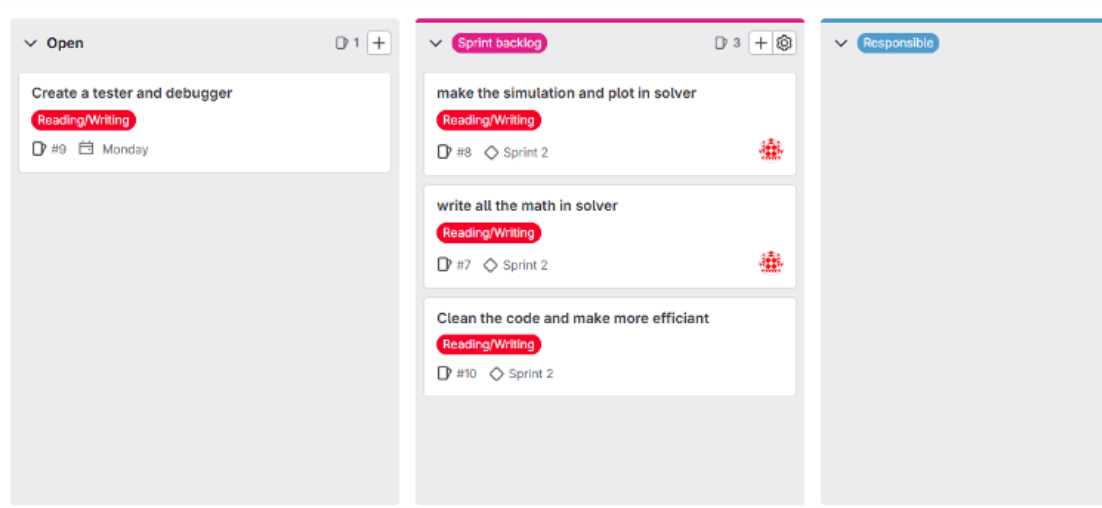 Open 1
Create a tester and debugger
Reading/Writing
#9 Monday
Sprint backlog 3
make the simulation and plot in solver
Reading/Writing
#8 Sprint 2
write all the math in solver
Reading/Writing
#7 Sprint 2
Clean the code and make more efficiant
Reading/Writing
#10 Sprint 2
Responsible